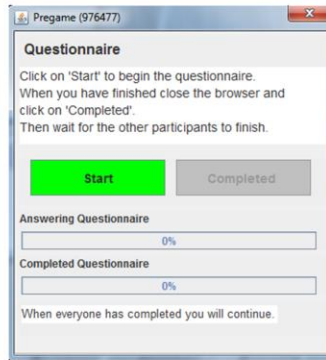 Pregame (976477)
Questionnaire
Click on 'Start' to begin the questionnaire.
When you have finished close the browser and
click on 'Completed'.
Then wait for the other participants to finish.
Start
Completed
Answering Questionnaire
0%
Completed Questionnaire
0%
When everyone has completed you will continue.